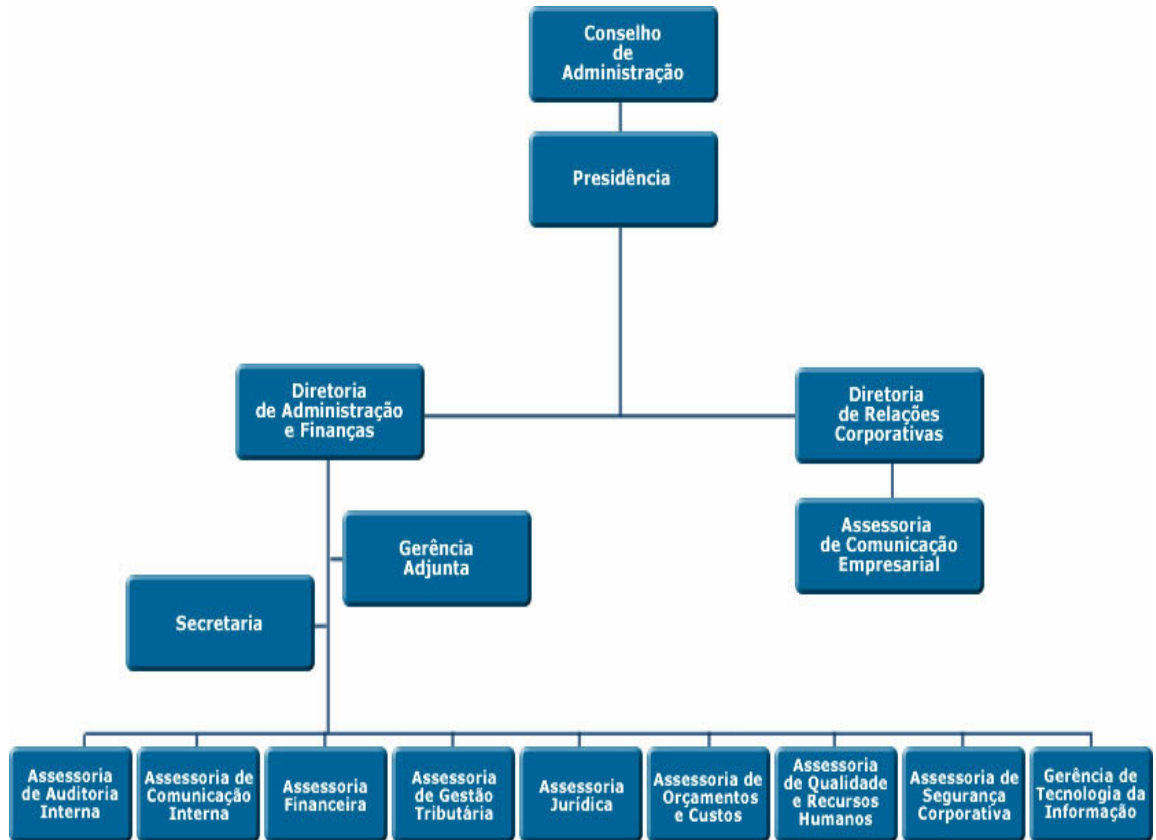 Conselho
de
Administração
Presidência
Diretoria
de Administração
e Finanças
Diretoria
de Relações
Corporativas
Gerência
Adjunta
Assessoria
de Comunicação
Empresarial
Secretaria
Assessoria
de Auditoria
Interna
Assessoria de
Comunicação
Interna
Assessoria
Financeira
Assessoria
de Gestão
Tributária
Assessoria
Jurídica
Assessoria de
Orçamentos
e Custos
Assessoria
de Qualidade
e Recursos
Humanos
Assessoria de
Segurança
Corporativa
Gerência de
Tecnologia da
Informação